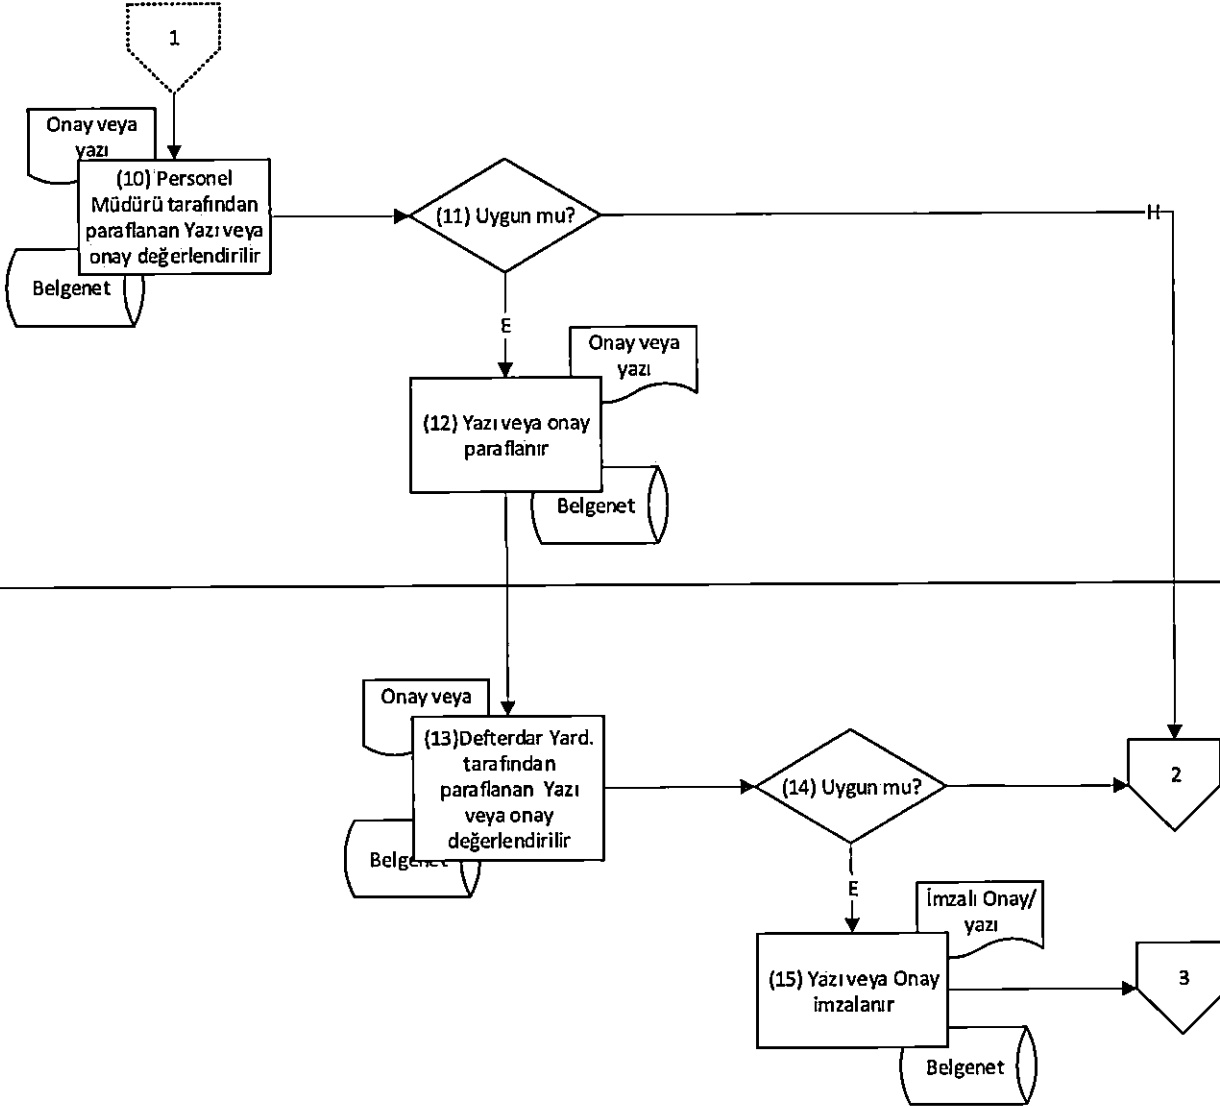 1
Onay veya
yazı
(10) Personel
Müdürü tarafından
paraflanan Yazı veya
onay değerlendirilir
Belgenet
(11) Uygun mu?
H
E
Onay veya
yazı
(12) Yazı veya onay
paraflanır
Belgenet
Onay veya
(13)Defterdar Yard.
tarafından
paraflanan Yazı
veya onay
değerlendirilir
Belgenet
(14) Uygun mu?
2
E
İmzalı Onay/
yazı
(15) Yazı veya Onay
imzalanır
3
Belgenet